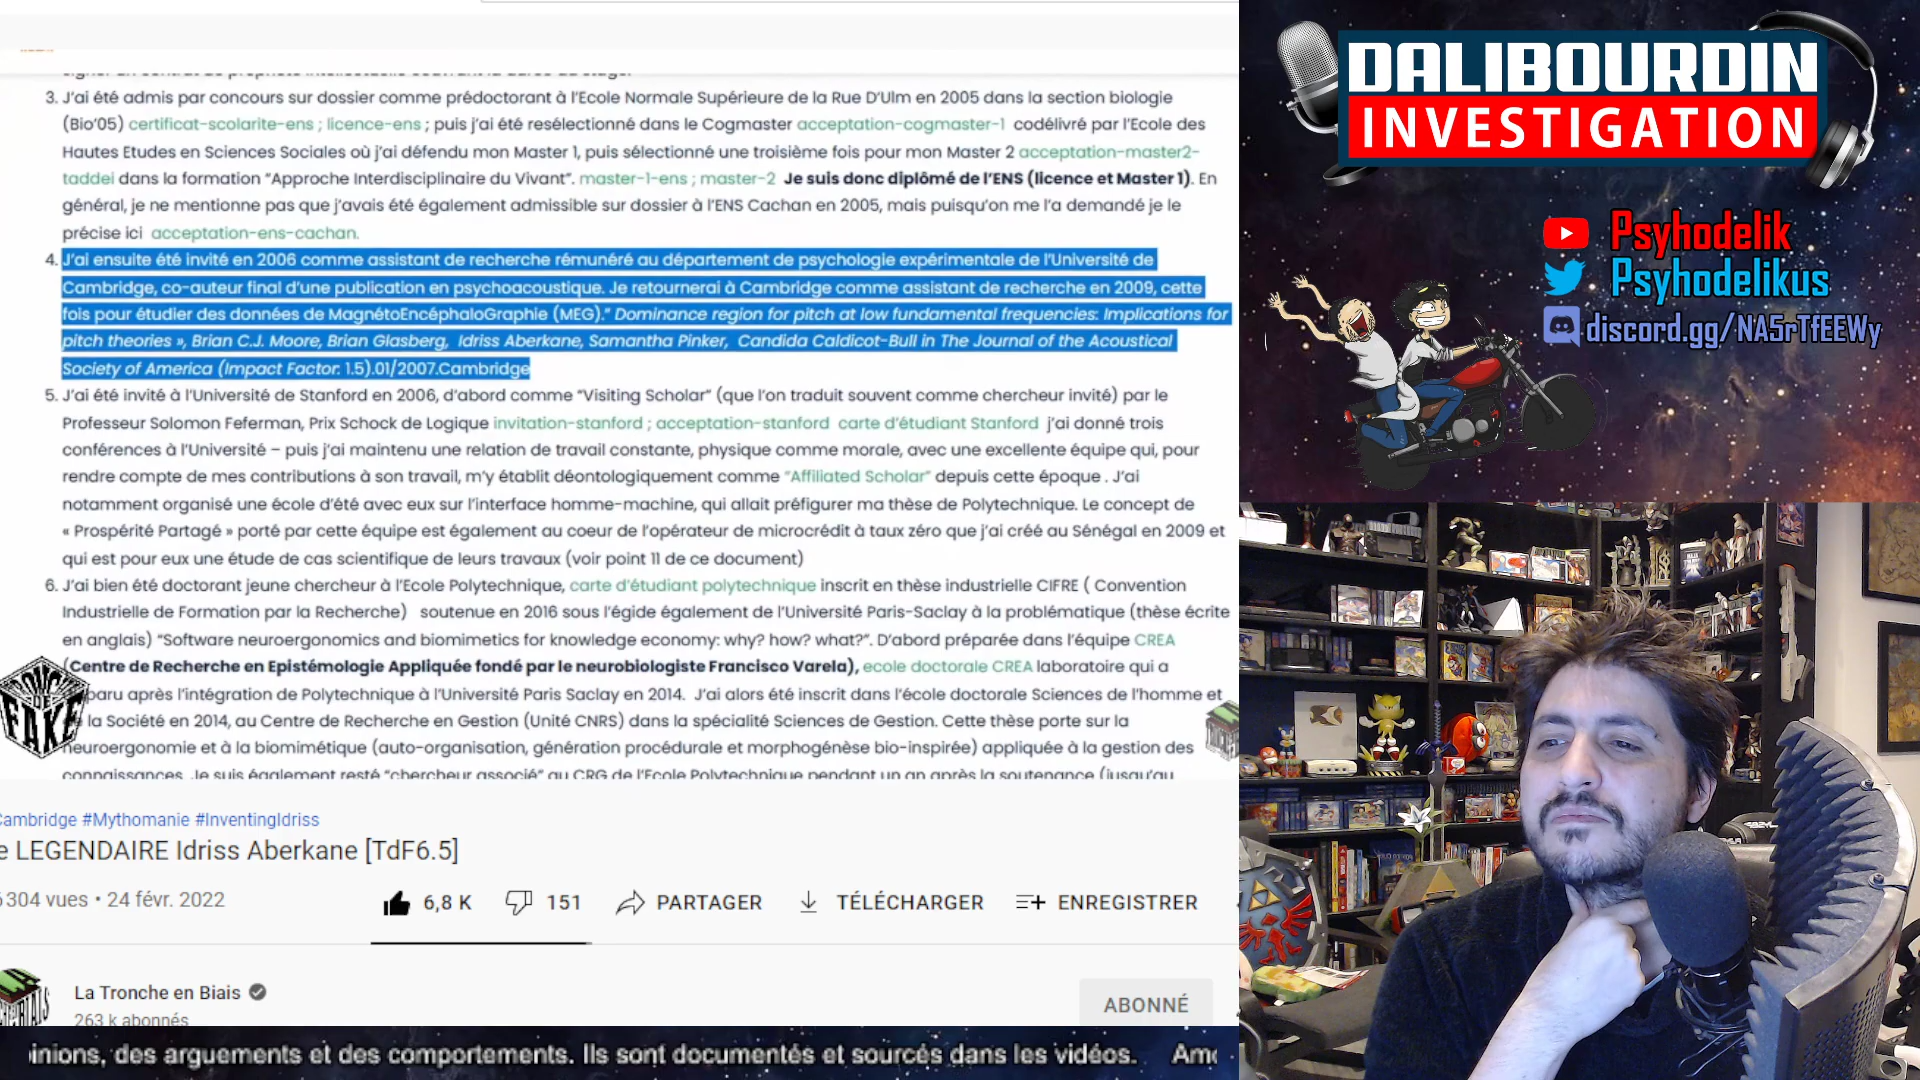 3. J'ai été admis par concours sur dossier comme prédoctorant à l'Ecole Normale Supérieure de la Rue D'Ulm en 2005 dans la section biologie
(Bio'05) certificat-scolarite-ens ; licence-ens ; puis j'ai été resélectionné dans le Cogmaster acceptation-cogmaster-1 codélivré par l'Ecole des
Hautes Etudes en Sciences Sociales où j'ai défendu mon Master 1, puis sélectionné une troisième fois pour mon Master 2 acceptation-master2-
taddei dans la formation "Approche Interdisciplinaire du Vivant". master-1-ens ; master-2 Je suis donc diplômé de l'ENS (licence et Master 1). En
général, je ne mentionne pas que j'avais été également admissible sur dossier à l'ENS Cachan en 2005, mais puisqu'on me l'a demandé je le
précise ici acceptation-ens-cachan.
4. J'ai ensuite été invité en 2006 comme assistant de recherche rémunéré au département de psychologie expérimentale de l'Université de
Cambridge, co-auteur final d'une publication en psychoacoustique. Je retournerai à Cambridge comme assistant de recherche en 2009, cette
fois pour étudier des données de MagnétoEncéphaloGraphie (MEG)." Dominance region for pitch at low fundamental frequencies: Implications for
pitch theories », Brian C.J. Moore, Brian Glasberg, Idriss Aberkane, Samantha Pinker, Candida Caldicot-Bull in The Journal of the Acoustical
Society of America (Impact Factor: 1.5).01/2007.Cambridge
5. J'ai été invité à l'Université de Stanford en 2006, d'abord comme "Visiting Scholar" (que l'on traduit souvent comme chercheur invité) par le
Professeur Solomon Feferman, Prix Schock de Logique invitation-stanford ; acceptation-stanford carte d'étudiant Stanford j'ai donné trois
conférences à l'Université – puis j'ai maintenu une relation de travail constante, physique comme morale, avec une excellente équipe qui, pour
rendre compte de mes contributions à son travail, m'y établit déontologiquement comme "Affiliated Scholar" depuis cette époque . J'ai
notamment organisé une école d'été avec eux sur l'interface homme-machine, qui allait préfigurer ma thèse de Polytechnique. Le concept de
« Prospérité Partagé » porté par cette équipe est également au coeur de l'opérateur de microcrédit à taux zéro que j'ai créé au Sénégal en 2009 et
qui est pour eux une étude de cas scientifique de leurs travaux (voir point 11 de ce document)
6. J'ai bien été doctorant jeune chercheur à l'Ecole Polytechnique, carte d'étudiant polytechnique inscrit en thèse industrielle CIFRE ( Convention
Industrielle de Formation par la Recherche) soutenue en 2016 sous l'égide également de l'Université Paris-Saclay à la problématique (thèse écrite
en anglais) "Software neuroergonomics and biomimetics for knowledge economy: why? how? what?". D'abord préparée dans l'équipe CREA
(Centre de Recherche en Epistémologie Appliquée fondé par le neurobiologiste Francisco Varela), ecole doctorale CREA laboratoire qui a
paru après l'intégration de Polytechnique à l'Université Paris Saclay en 2014. J'ai alors été inscrit dans l'école doctorale Sciences de l'homme et
la Société en 2014, au Centre de Recherche en Gestion (Unité CNRS) dans la spécialité Sciences de Gestion. Cette thèse porte sur la
neuroergonomie et à la biomimétique (auto-organisation, génération procédurale et morphogénèse bio-inspirée) appliquée à la gestion des
connaissances. Je suis également resté "chercheur associé" au CRG de l'Ecole Polytechnique pendant un an après la soutenance (jusqu'au
TRONCHE
DE
FAKE
Cambridge #Mythomanie #InventingIdriss
e LEGENDAIRE Idriss Aberkane [TdF6.5]
304 vues • 24 févr. 2022
6,8 K
151
PARTAGER
TÉLÉCHARGER
ENREGISTRER
La Tronche en Biais
263 k abonnés
ABONNÉ
inions, des arguements et des comportements. Ils sont documentés et sourcés dans les vidéos. Amo
DALIBOURDIN
INVESTIGATION
Psyhodelik
Psyhodelikus
discord.gg/NA5rTfEEWy